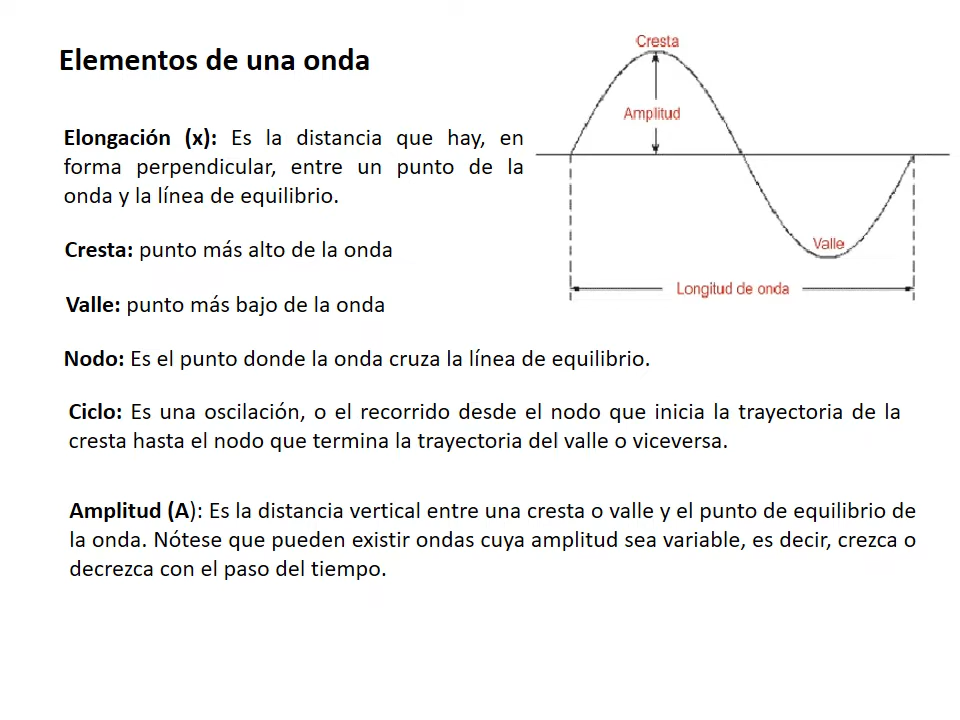 Elementos de una onda
Cresta
Amplitud
Valle
Longitud de onda
Elongación (x): Es la distancia que hay, en
forma perpendicular, entre un punto de la
onda y la línea de equilibrio.
Cresta: punto más alto de la onda
Valle: punto más bajo de la onda
Nodo: Es el punto donde la onda cruza la línea de equilibrio.
Ciclo: Es una oscilación, o el recorrido desde el nodo que inicia la trayectoria de la
cresta hasta el nodo que termina la trayectoria del valle o viceversa.
Amplitud (A): Es la distancia vertical entre una cresta o valle y el punto de equilibrio de
la onda. Nótese que pueden existir ondas cuya amplitud sea variable, es decir, crezca o
decrezca con el paso del tiempo.